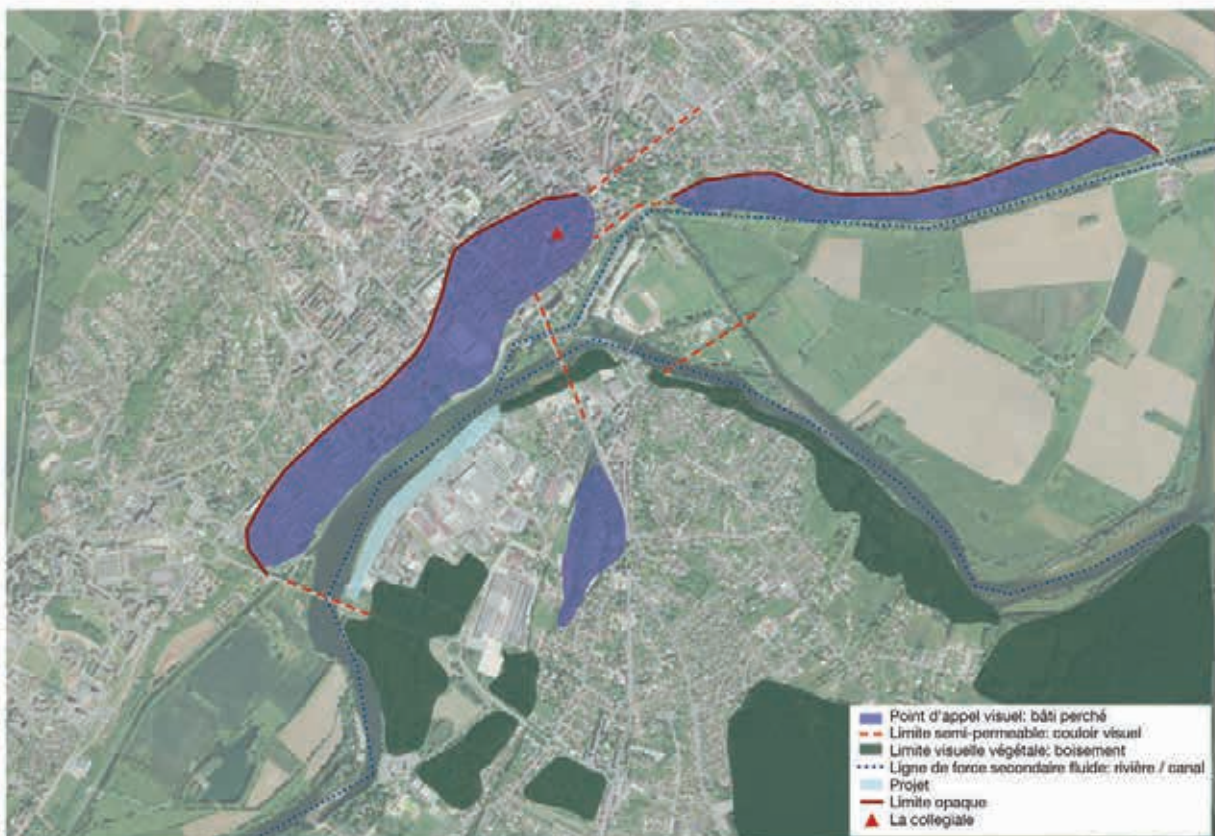 Point d'appel visuel: bâti perché
Limite semi-permeable: couloir visuel
Limite visuelle végétale: boisement
Ligne de force secondaire fluide: rivière / canal
Projet
Limite opaque
La collegiale